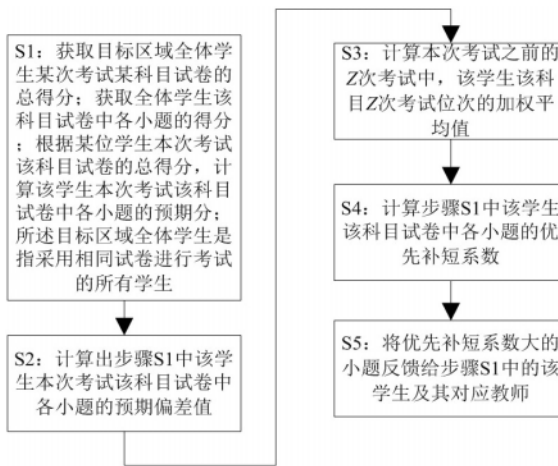 S1：获取目标区域全体学
生某次考试某科目试卷的
总得分；获取全体学生该
科目试卷中各小题的得分
；根据某位学生本次考试
该科目试卷的总得分，计
算该学生本次考试该科目
试卷中各小题的预期分；
所述目标区域全体学生是
指采用相同试卷进行考试
的所有学生
S2：计算出步骤S1中该学
生本次考试该科目试卷中
各小题的预期偏差值
S3：计算本次考试之前的
Z次考试中，该学生该科
目Z次考试位次的加权平
均值
S4：计算步骤S1中该学生
该科目试卷中各小题的优
先补短系数
S5：将优先补短系数大的
小题反馈给步骤S1中的该
学生及其对应教师